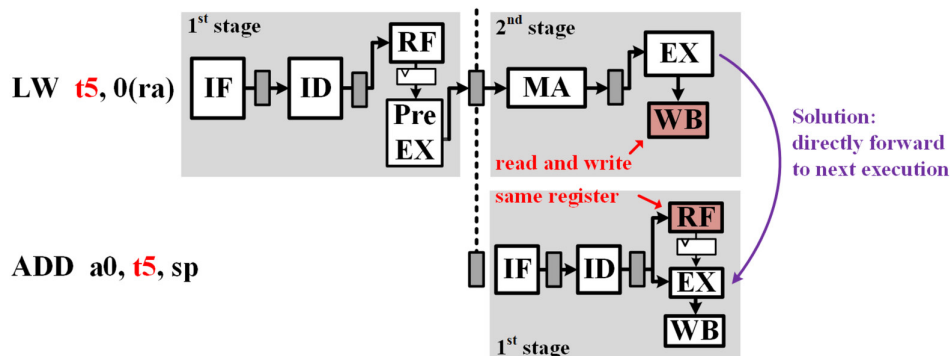 1st stage
2nd stage
LW t5, 0(ra)
IF
ID
RF
Pre
EX
MA
EX
WB
Solution:
directly forward
to next execution
read and write
same register
ADD a0, t5, sp
IF
ID
RF
EX
WB
1st stage